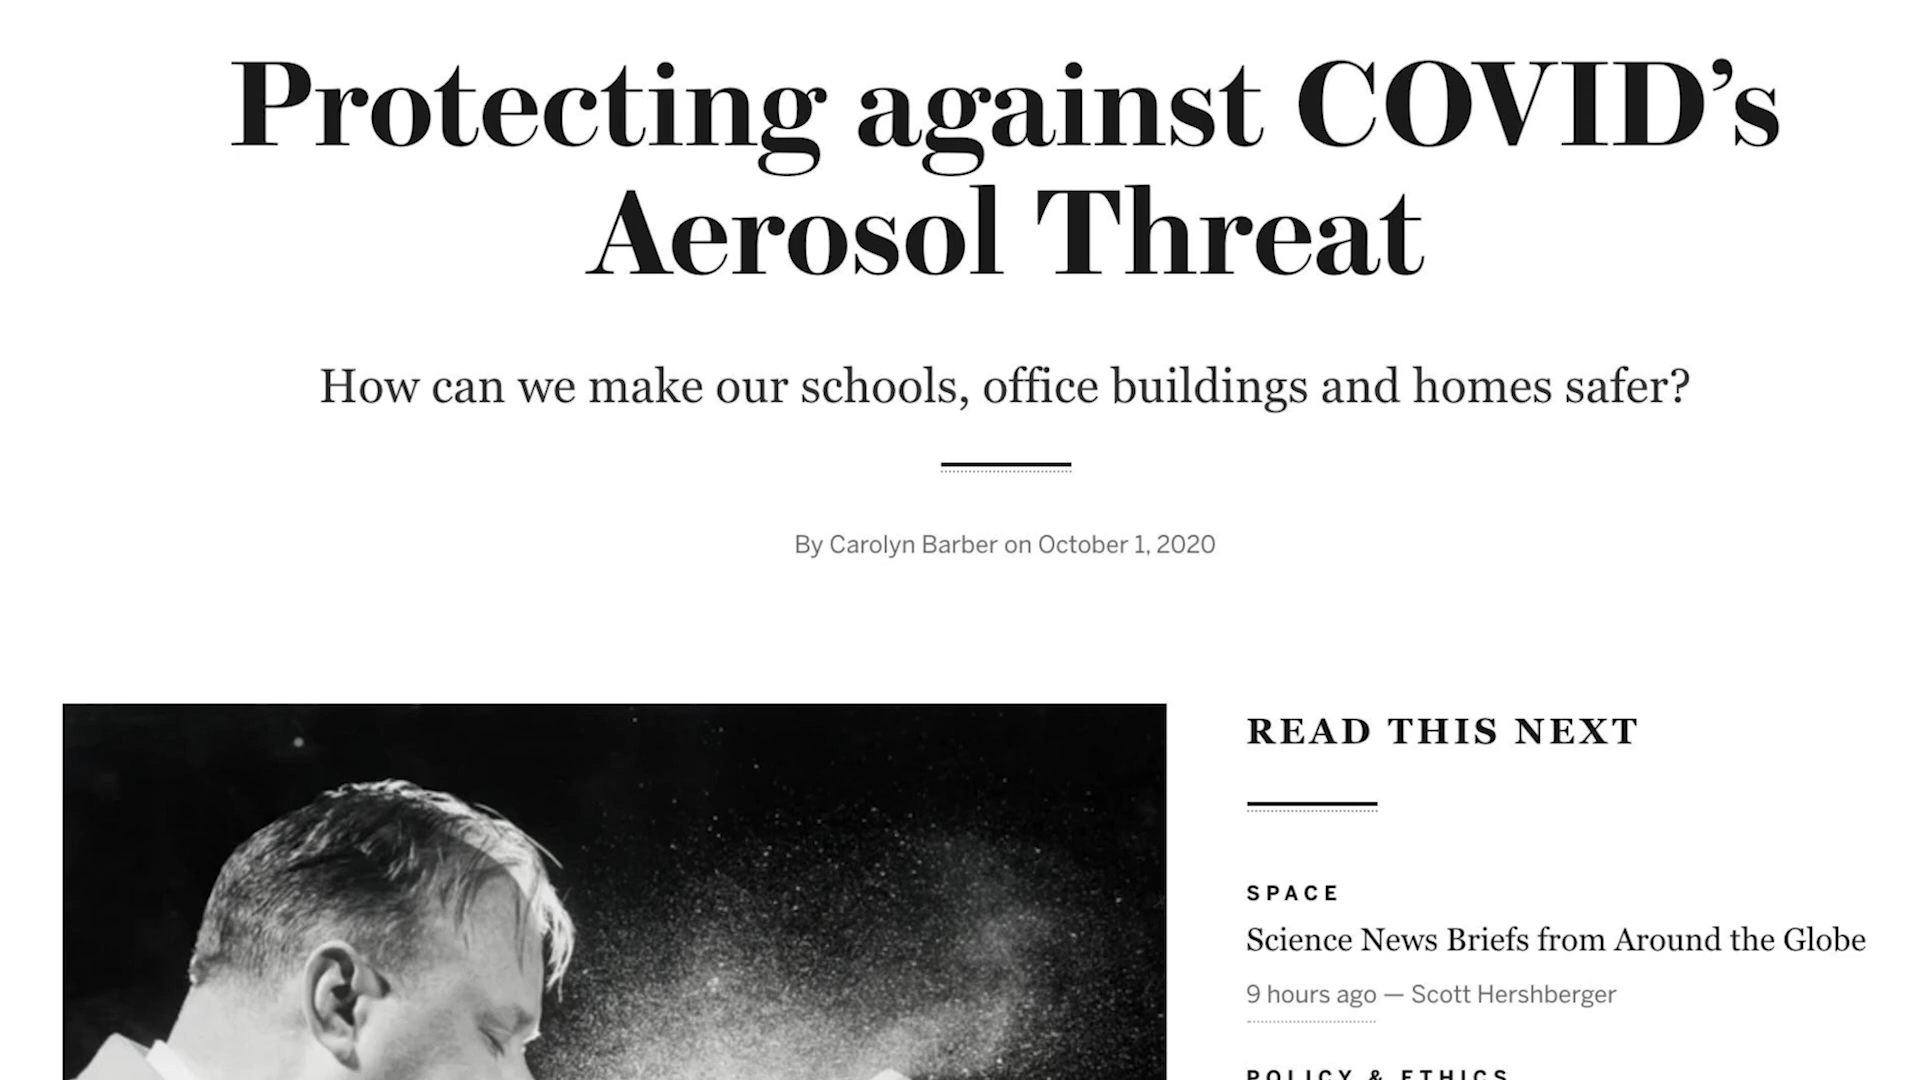 Protecting against COVID’s
Aerosol Threat
How can we make our schools, office buildings and homes safer?
By Carolyn Barber on October 1, 2020
READ THIS NEXT
SPACE
Science News Briefs from Around the Globe
9 hours ago — Scott Hershberger
POLICY & ETHICS